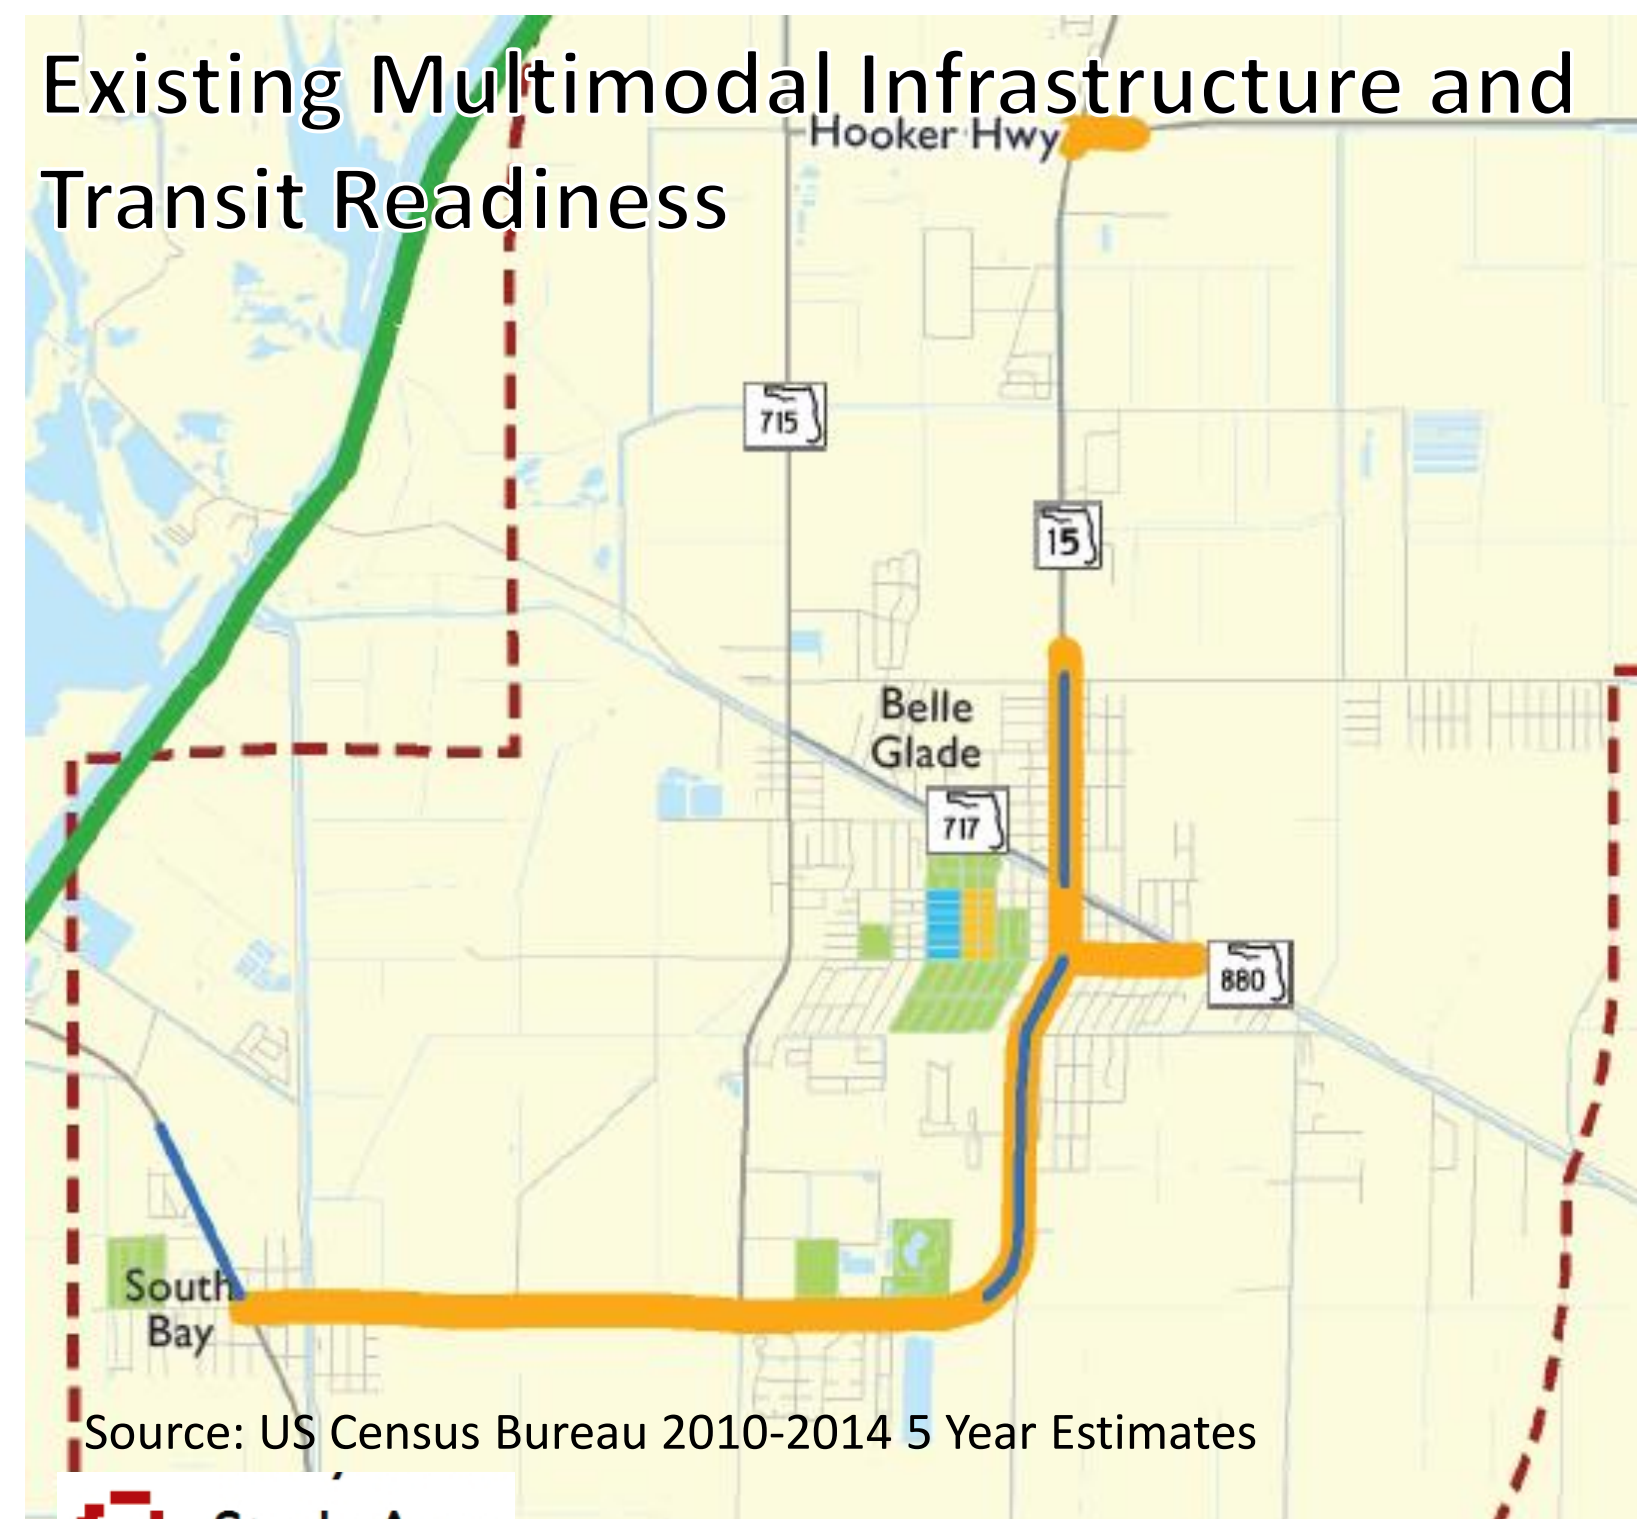 Existing Multimodal Infrastructure and
Transit Readiness
Hooker Hwy
715
15
Belle
Glade
717
880
South
Bay
Source: US Census Bureau 2010-2014 5 Year Estimates